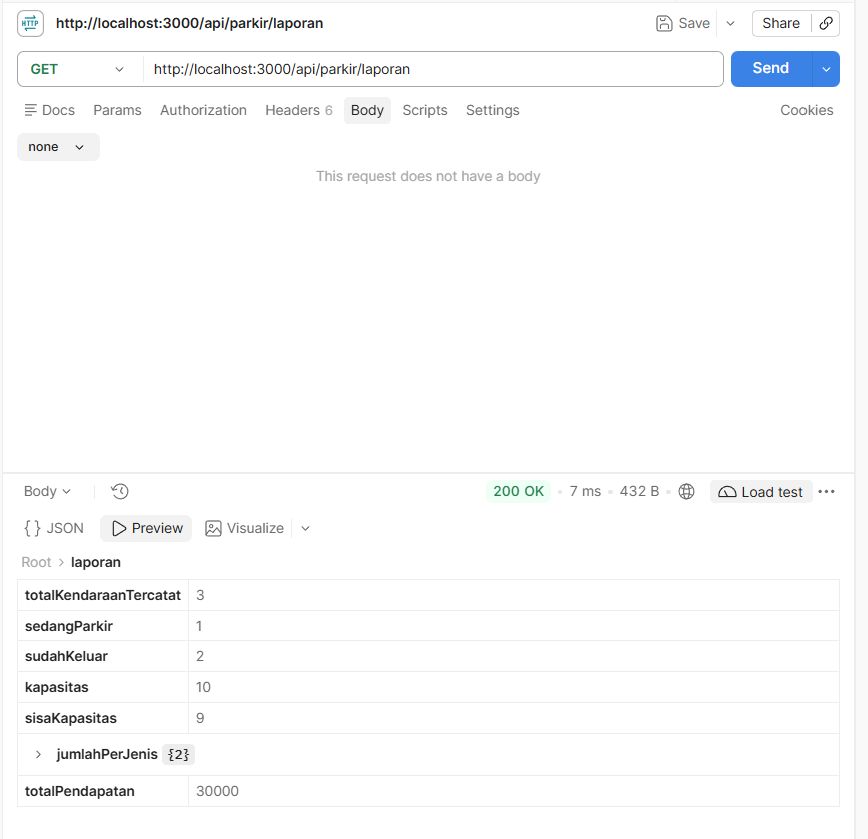 HTTP http://localhost:3000/api/parkir/laporan Save Share
GET http://localhost:3000/api/parkir/laporan Send
Docs Params Authorization Headers 6 Body Scripts Settings Cookies
none
This request does not have a body
Body 200 OK • 7 ms • 432 B • Load test •••
{ } JSON Preview Visualize
Root > laporan
totalKendaraanTercatat 3
sedangParkir 1
sudahKeluar 2
kapasitas 10
sisaKapasitas 9
> jumlahPerJenis {2}
totalPendapatan 30000